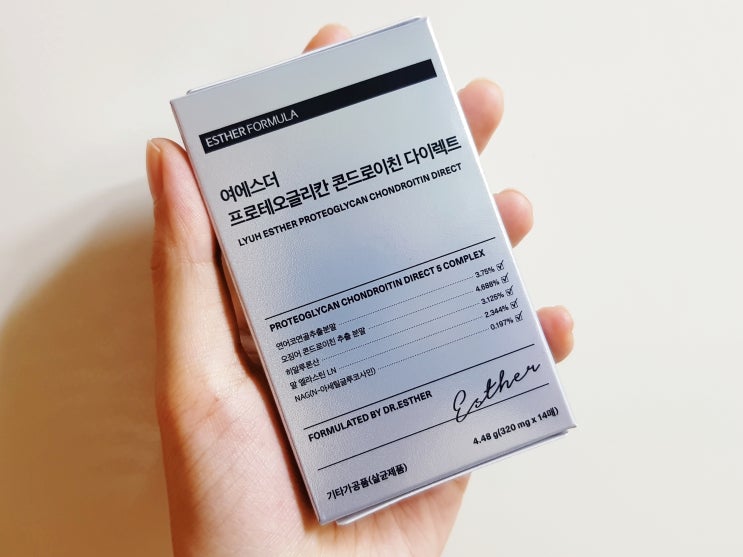 ESTHER FORMULA
여에스더
프로테오글리칸 콘드로이친 다이렉트
LYUH ESTHER PROTEOGLYCAN CHONDROITIN DIRECT
PROTEOGLYCAN CHONDROITIN DIRECT 5 COMPLEX
연어코연골추출분말 3.75%
오징어 콘드로이친 추출 분말 4.688%
히알루론산 3.125%
말 엘라스틴 LN 2.344%
NAG(N-아세틸글루코사민) 0.197%
FORMULATED BY DR.ESTHER Esther
4.48 g(320 mg x 14매)
기타가공품(살균제품)